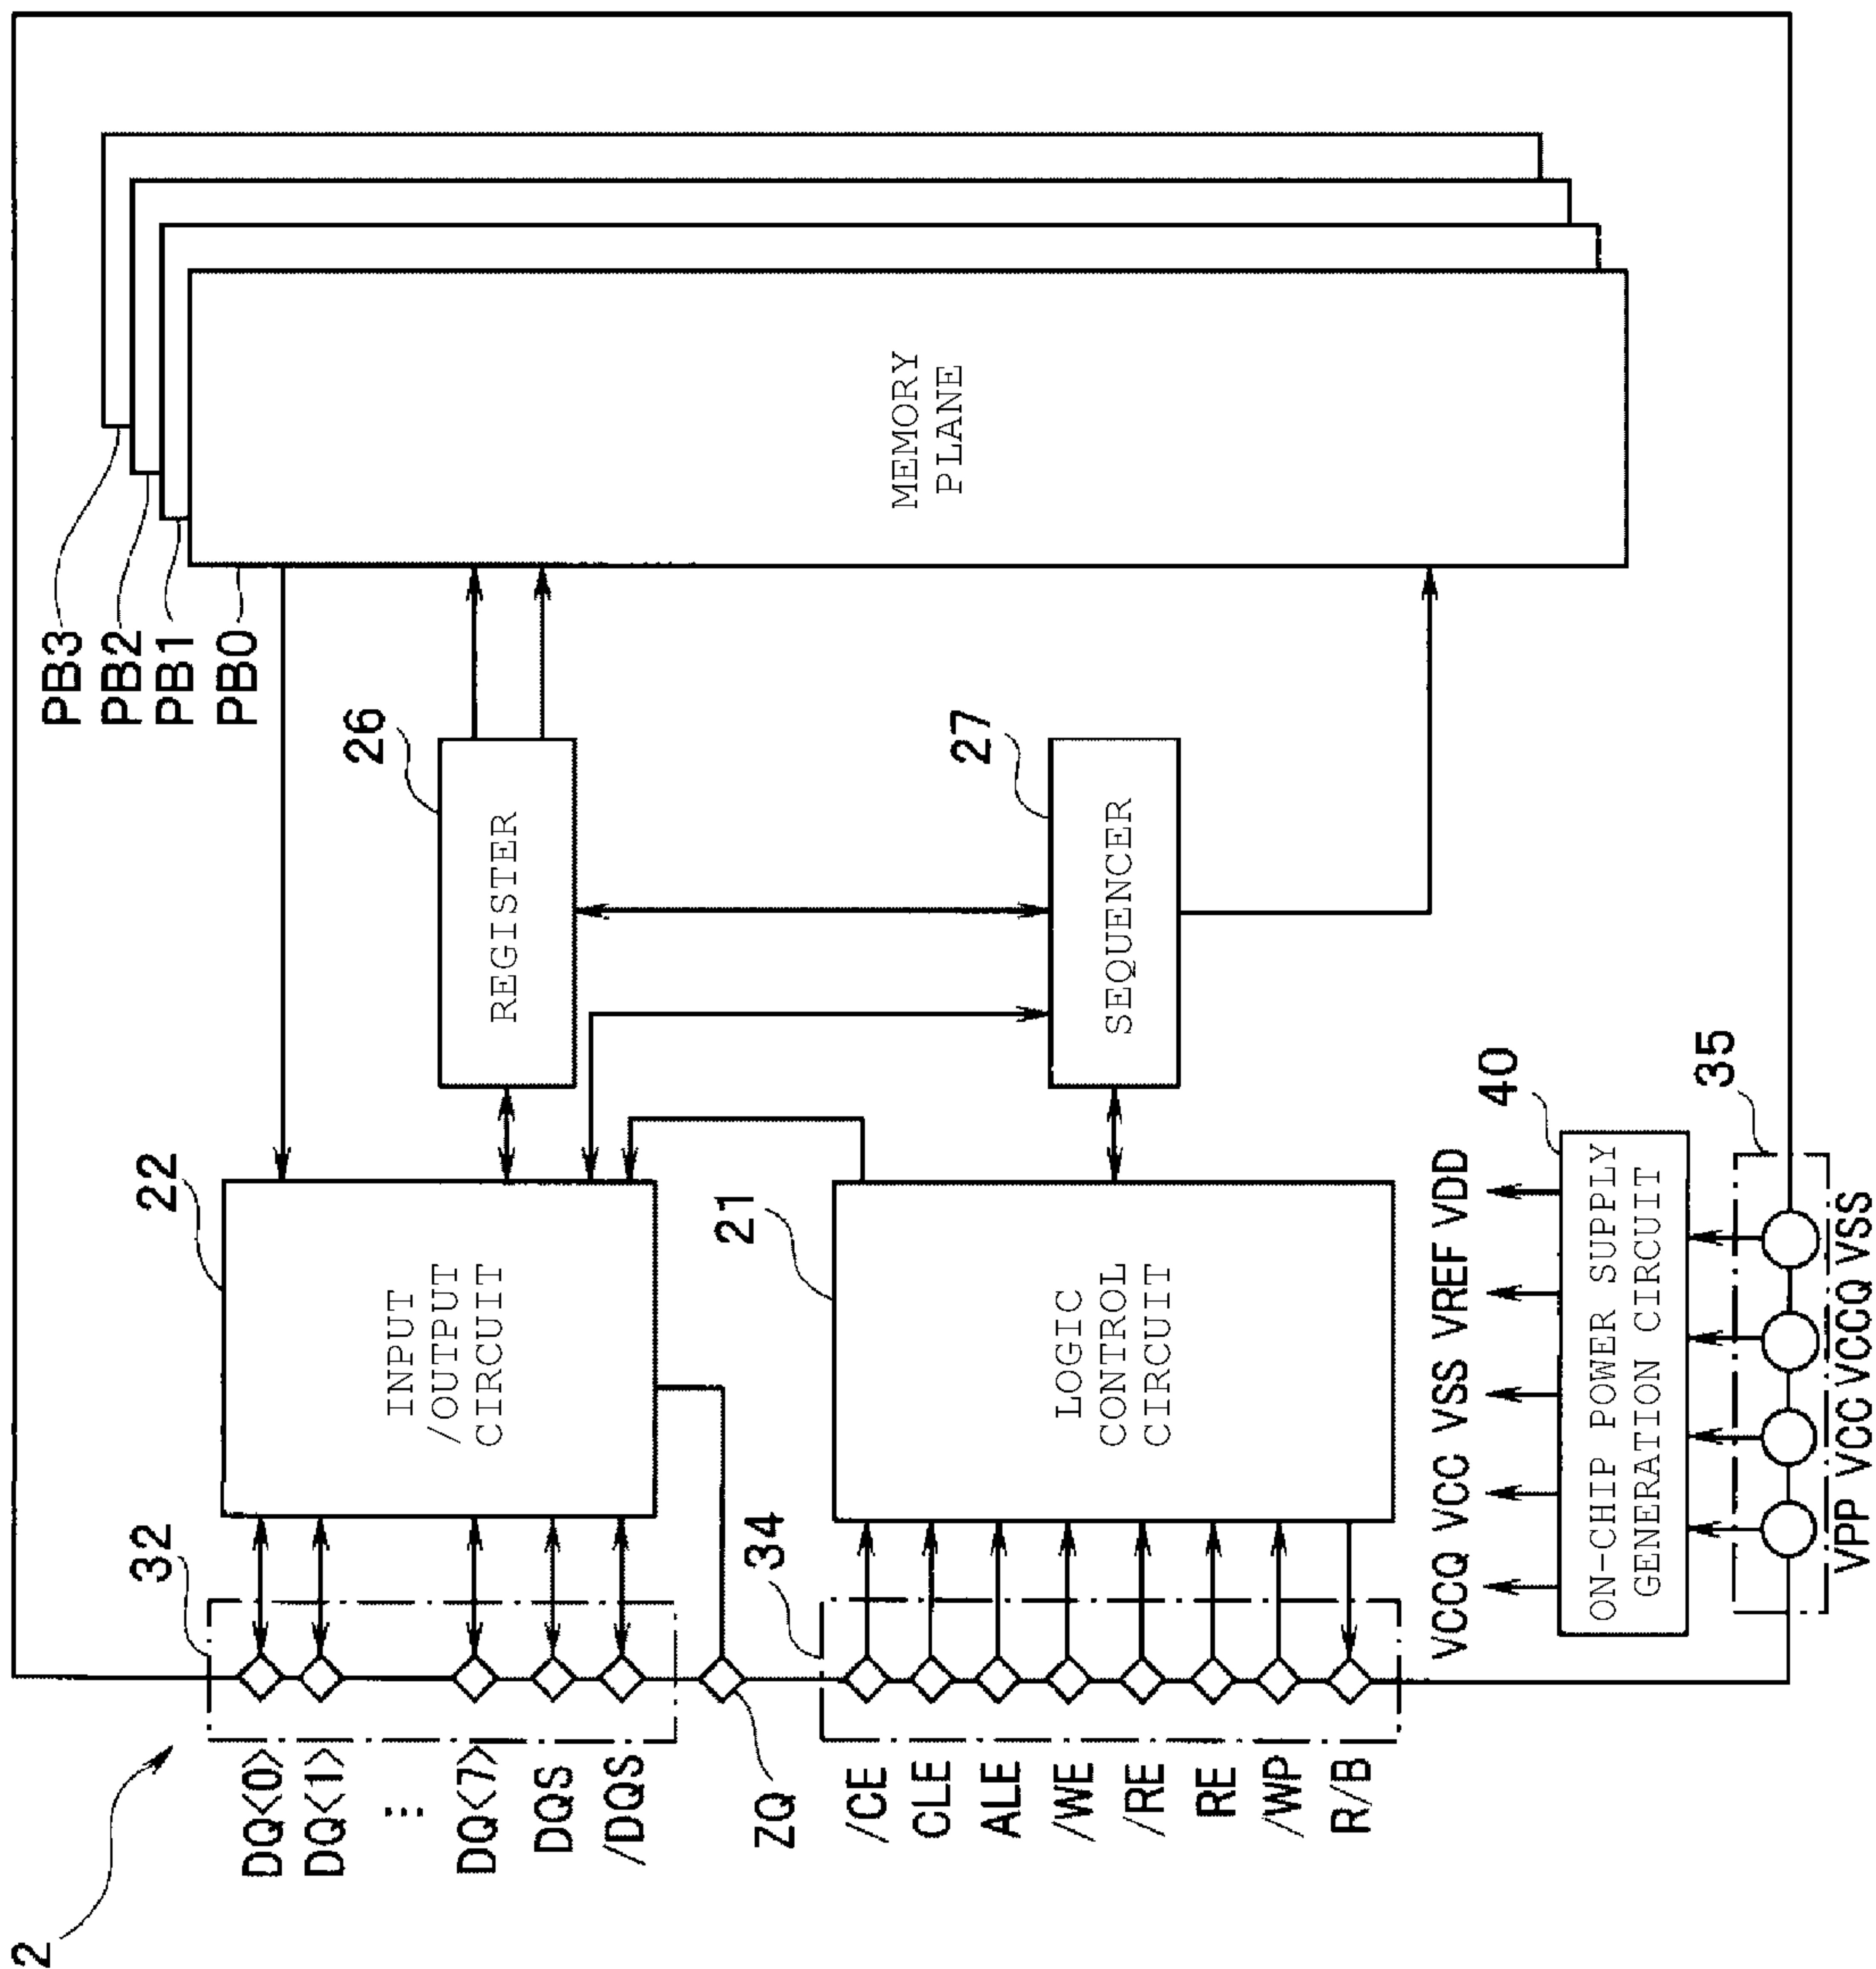 2
DQ<0>
DQ<1>
⋮
DQ<7>
DQS
/DQS
ZQ
/CE
CLE
ALE
/WE
/RE
RE
/WP
R/B
32
34
22
INPUT
/OUTPUT
CIRCUIT
21
LOGIC
CONTROL
CIRCUIT
26
REGISTER
27
SEQUENCER
PB3
PB2
PB1
PB0
MEMORY
PLANE
VCCQ VCC VSS VREF VDD
40
ON-CHIP POWER SUPPLY
GENERATION CIRCUIT
35
VPP VCC VCCQ VSS